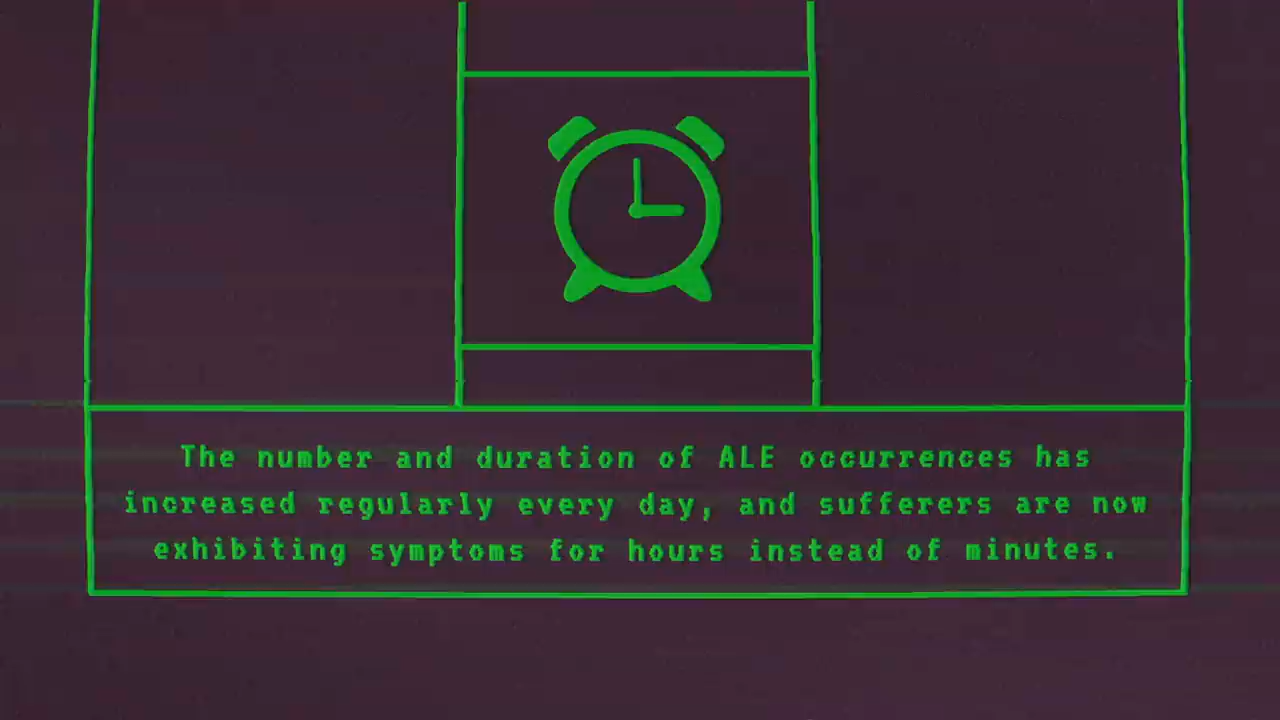 The number and duration of ALE occurrences has
increased regularly every day, and sufferers are now
exhibiting symptoms for hours instead of minutes.